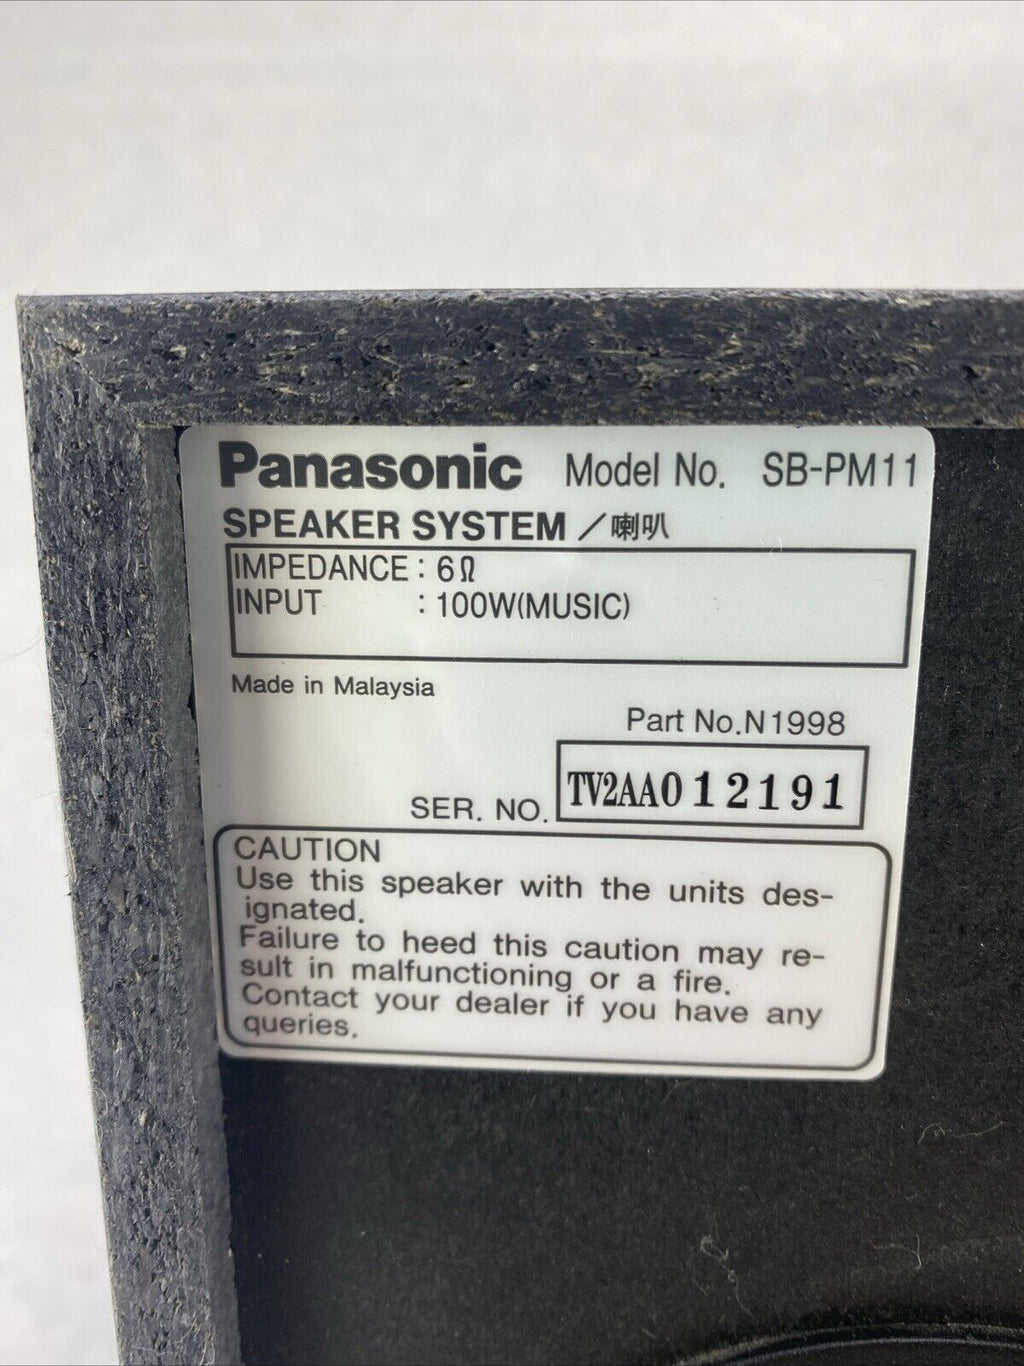 Panasonic Model No. SB-PM11
SPEAKER SYSTEM／喇叭
IMPEDANCE : 6Ω
INPUT : 100W(MUSIC)
Made in Malaysia
Part No.N1998
SER. NO. TV2AA012191
CAUTION
Use this speaker with the units des-
ignated.
Failure to heed this caution may re-
sult in malfunctioning or a fire.
Contact your dealer if you have any
queries.